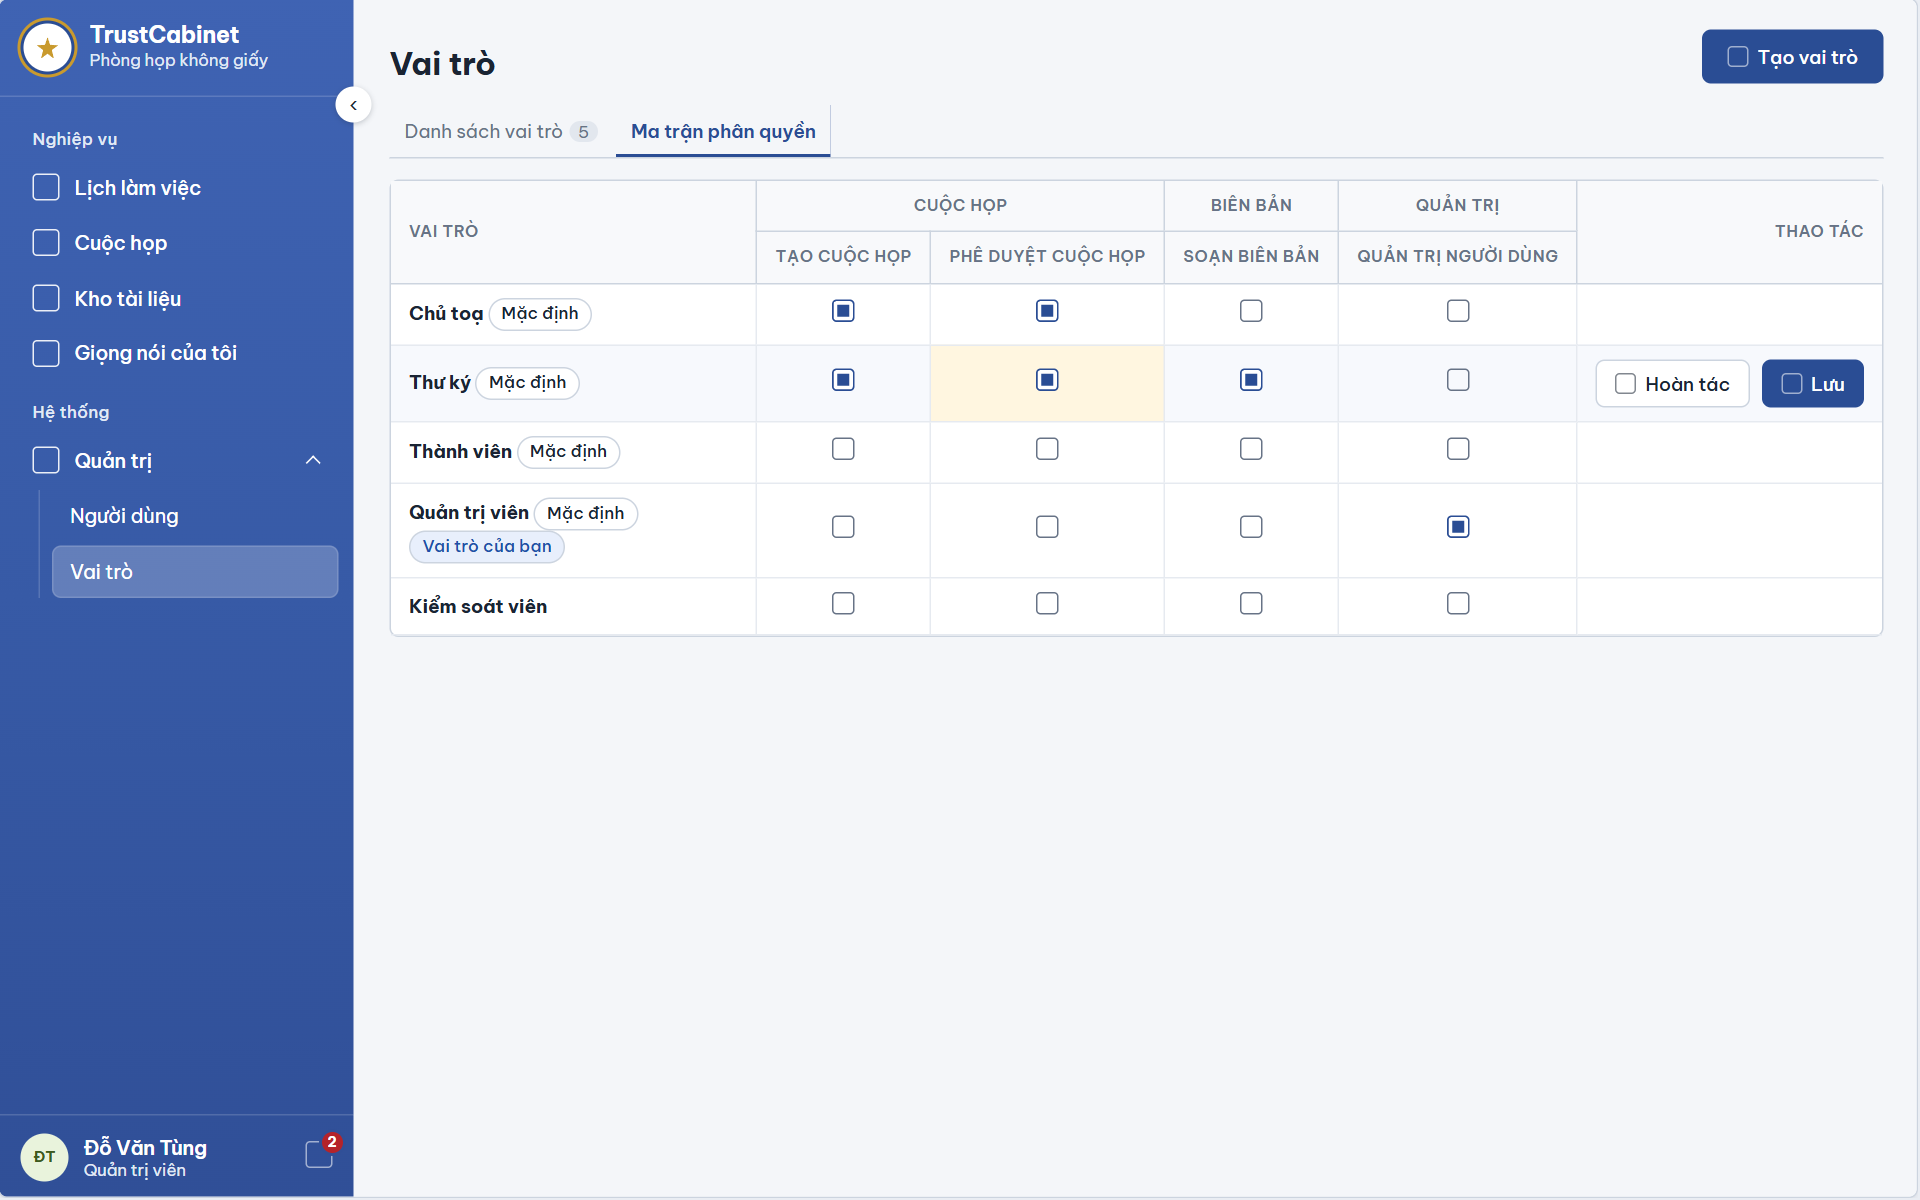 TrustCabinet
Phòng họp không giấy
Nghiệp vụ
Lịch làm việc
Cuộc họp
Kho tài liệu
Giọng nói của tôi
Hệ thống
Quản trị
Người dùng
Vai trò
ĐT
Đỗ Văn Tùng
Quản trị viên
2
Vai trò
Tạo vai trò
Danh sách vai trò 5
Ma trận phân quyền
VAI TRÒ
CUỘC HỌP
BIÊN BẢN
QUẢN TRỊ
THAO TÁC
TẠO CUỘC HỌP
PHÊ DUYỆT CUỘC HỌP
SOẠN BIÊN BẢN
QUẢN TRỊ NGƯỜI DÙNG
Chủ toạ Mặc định
Thư ký Mặc định
Hoàn tác
Lưu
Thành viên Mặc định
Quản trị viên Mặc định
Vai trò của bạn
Kiểm soát viên